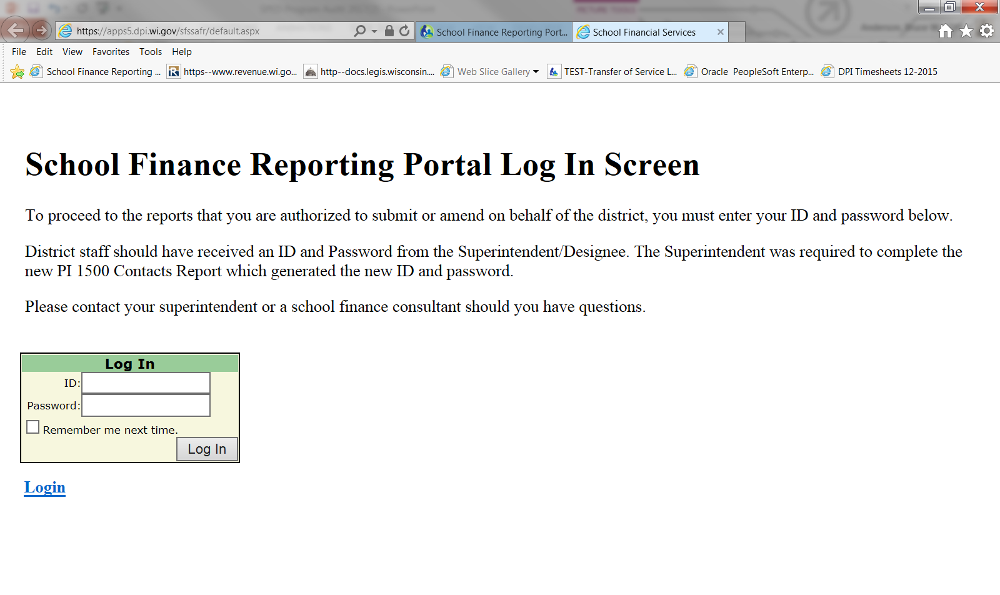 https://apps5.dpi.wi.gov/sfssafr/default.aspx
School Finance Reporting Port...
School Financial Services
File Edit View Favorites Tools Help
School Finance Reporting ... https--www.revenue.wi.go... http--docs.legis.wisconsin.... Web Slice Gallery TEST-Transfer of Service L... Oracle PeopleSoft Enterp... DPI Timesheets 12-2015
School Finance Reporting Portal Log In Screen
To proceed to the reports that you are authorized to submit or amend on behalf of the district, you must enter your ID and password below.
District staff should have received an ID and Password from the Superintendent/Designee. The Superintendent was required to complete the
new PI 1500 Contacts Report which generated the new ID and password.
Please contact your superintendent or a school finance consultant should you have questions.
Log In
ID:
Password:
Remember me next time.
Log In
Login